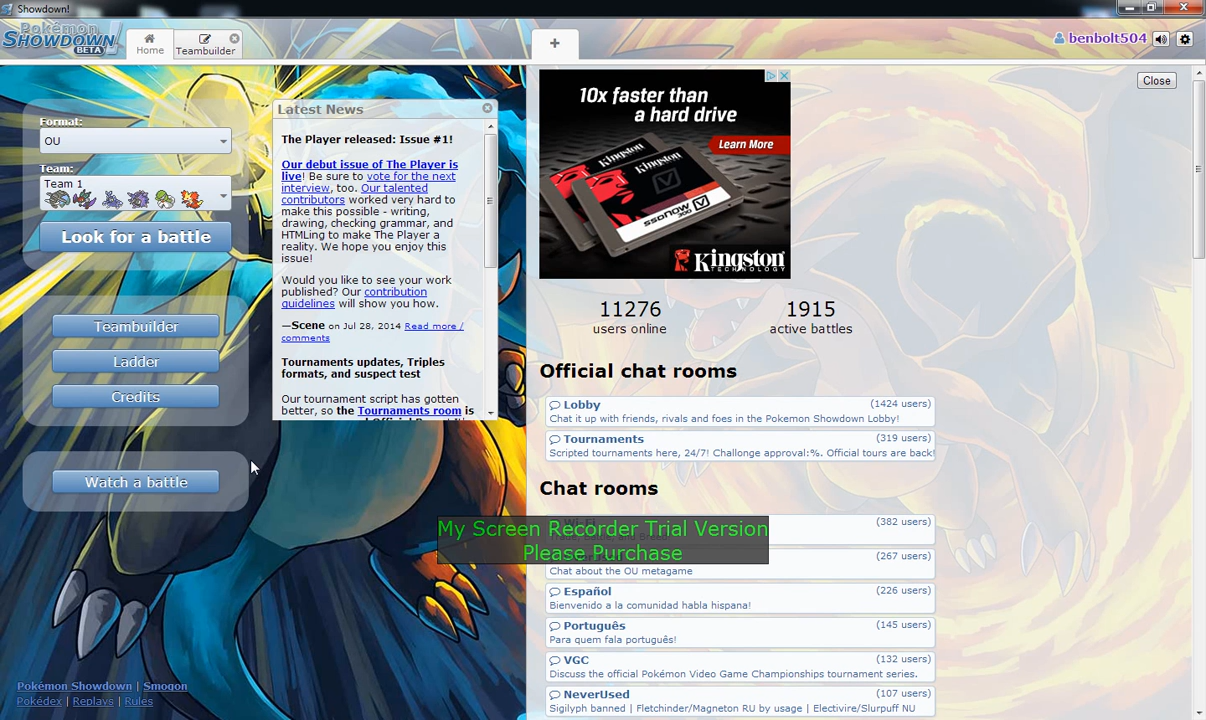 Showdown!
Pokémon
SHOWDOWN!
BETA
Home
Teambuilder
+
benbolt504
Format:
OU
Team:
Team 1
Look for a battle
Teambuilder
Ladder
Credits
Watch a battle
Pokémon Showdown | Smogon
Pokédex | Replays | Rules
Latest News
The Player released: Issue #1!
Our debut issue of The Player is
live! Be sure to vote for the next
interview, too. Our talented
contributors worked very hard to
make this possible - writing,
drawing, checking grammar, and
HTMLing to make The Player a
reality. We hope you enjoy this
issue!
Would you like to see your work
published? Our contribution
guidelines will show you how.
—Scene on Jul 28, 2014 Read more /
comments
Tournaments updates, Triples
formats, and suspect test
Our tournament script has gotten
better, so the Tournaments room is
Close
10x faster than
a hard drive
Learn More
Kingston
SSDNOW V
300
Kingston
TECHNOLOGY
11276
users online
1915
active battles
Official chat rooms
Lobby (1424 users)
Chat it up with friends, rivals and foes in the Pokemon Showdown Lobby!
Tournaments (319 users)
Scripted tournaments here, 24/7! Challonge approval:%. Official tours are back!
Chat rooms
(382 users)
My Screen Recorder Trial Version
Please Purchase
(267 users)
Chat about the OU metagame
Español (226 users)
Bienvenido a la comunidad habla hispana!
Português (145 users)
Para quem fala português!
VGC (132 users)
Discuss the official Pokémon Video Game Championships tournament series.
NeverUsed (107 users)
Sigilyph banned | Fletchinder/Magneton RU by usage | Electivire/Slurpuff NU